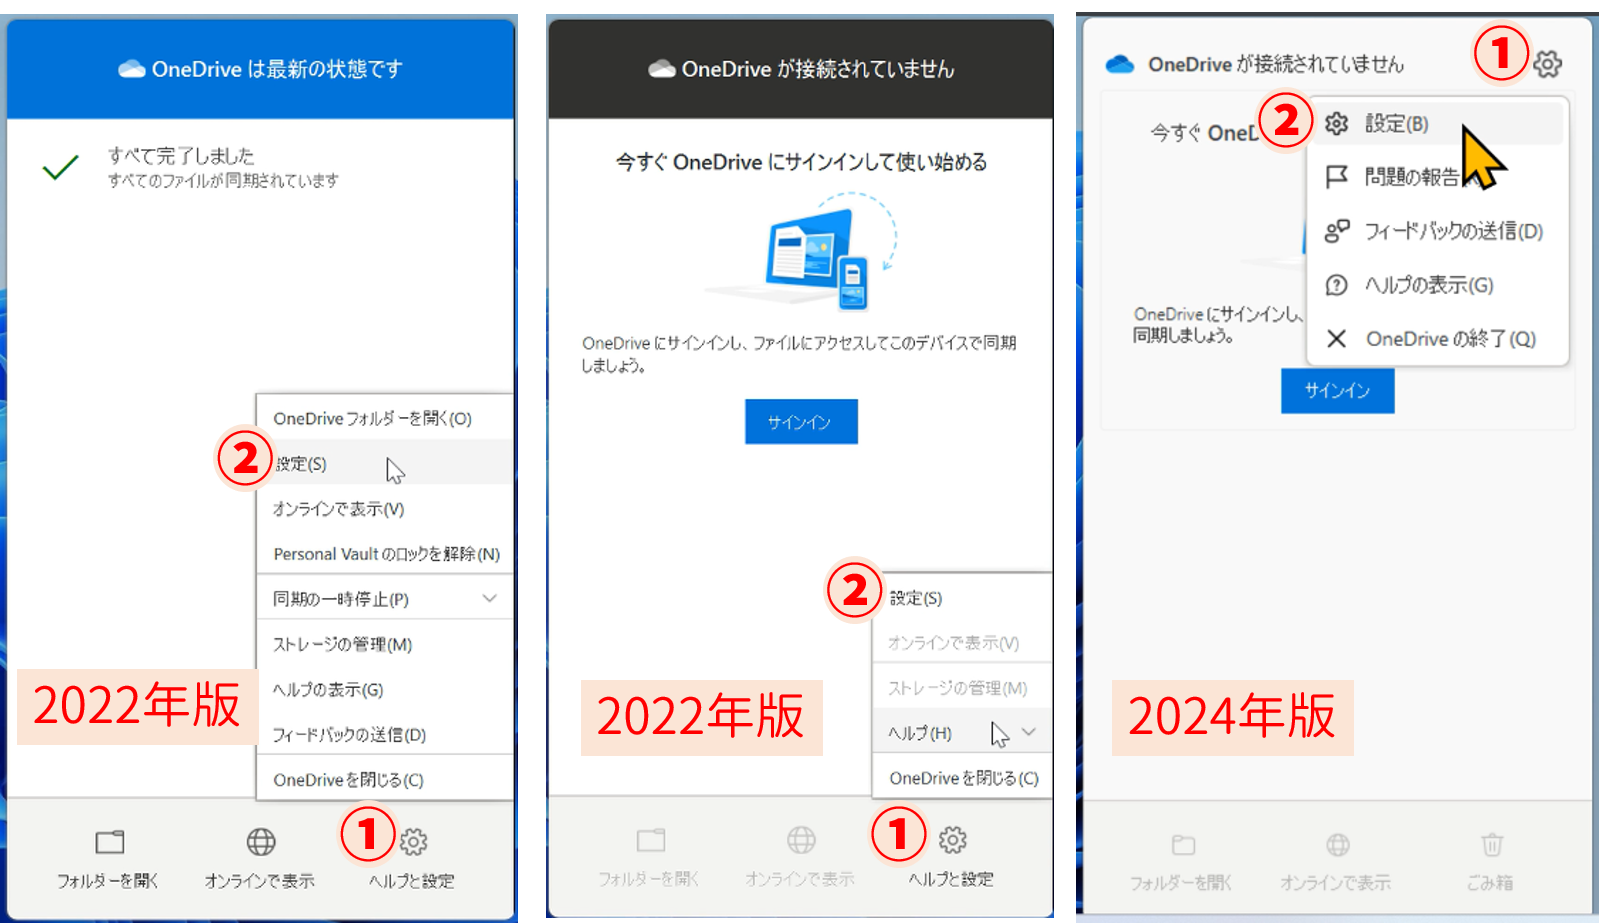 OneDrive は最新の状態です
すべて完了しました
すべてのファイルが同期されています
OneDrive フォルダーを開く(O)
②
設定(S)
オンラインで表示(V)
Personal Vault のロックを解除(N)
同期の一時停止(P)
ストレージの管理(M)
2022年版
ヘルプの表示(G)
フィードバックの送信(D)
OneDrive を閉じる(C)
①
フォルダーを開く
オンラインで表示
ヘルプと設定
OneDrive が接続されていません
今すぐ OneDrive にサインインして使い始める
OneDrive にサインインし、ファイルにアクセスしてこのデバイスで同期
しましょう。
サインイン
②
設定(S)
オンラインで表示(V)
ストレージの管理(M)
2022年版
ヘルプ(H)
OneDrive を閉じる(C)
①
フォルダーを開く
オンラインで表示
ヘルプと設定
OneDrive が接続されていません
①
今すぐ OneD
②
設定(B)
問題の報告
フィードバックの送信(D)
ヘルプの表示(G)
OneDrive の終了(Q)
OneDrive にサインインし、
同期しましょう。
サインイン
2024年版
フォルダーを開く
オンラインで表示
ごみ箱